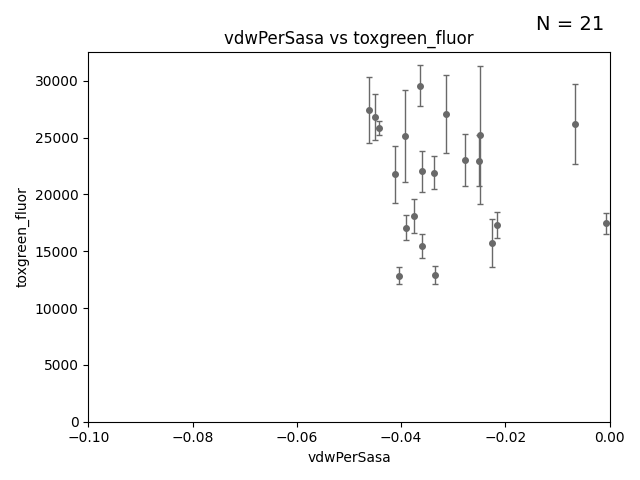 N = 21
vdwPerSasa vs toxgreen_fluor
30000
25000
20000
15000
10000
5000
0
toxgreen_fluor
−0.10 −0.08 −0.06 −0.04 −0.02 0.00
vdwPerSasa